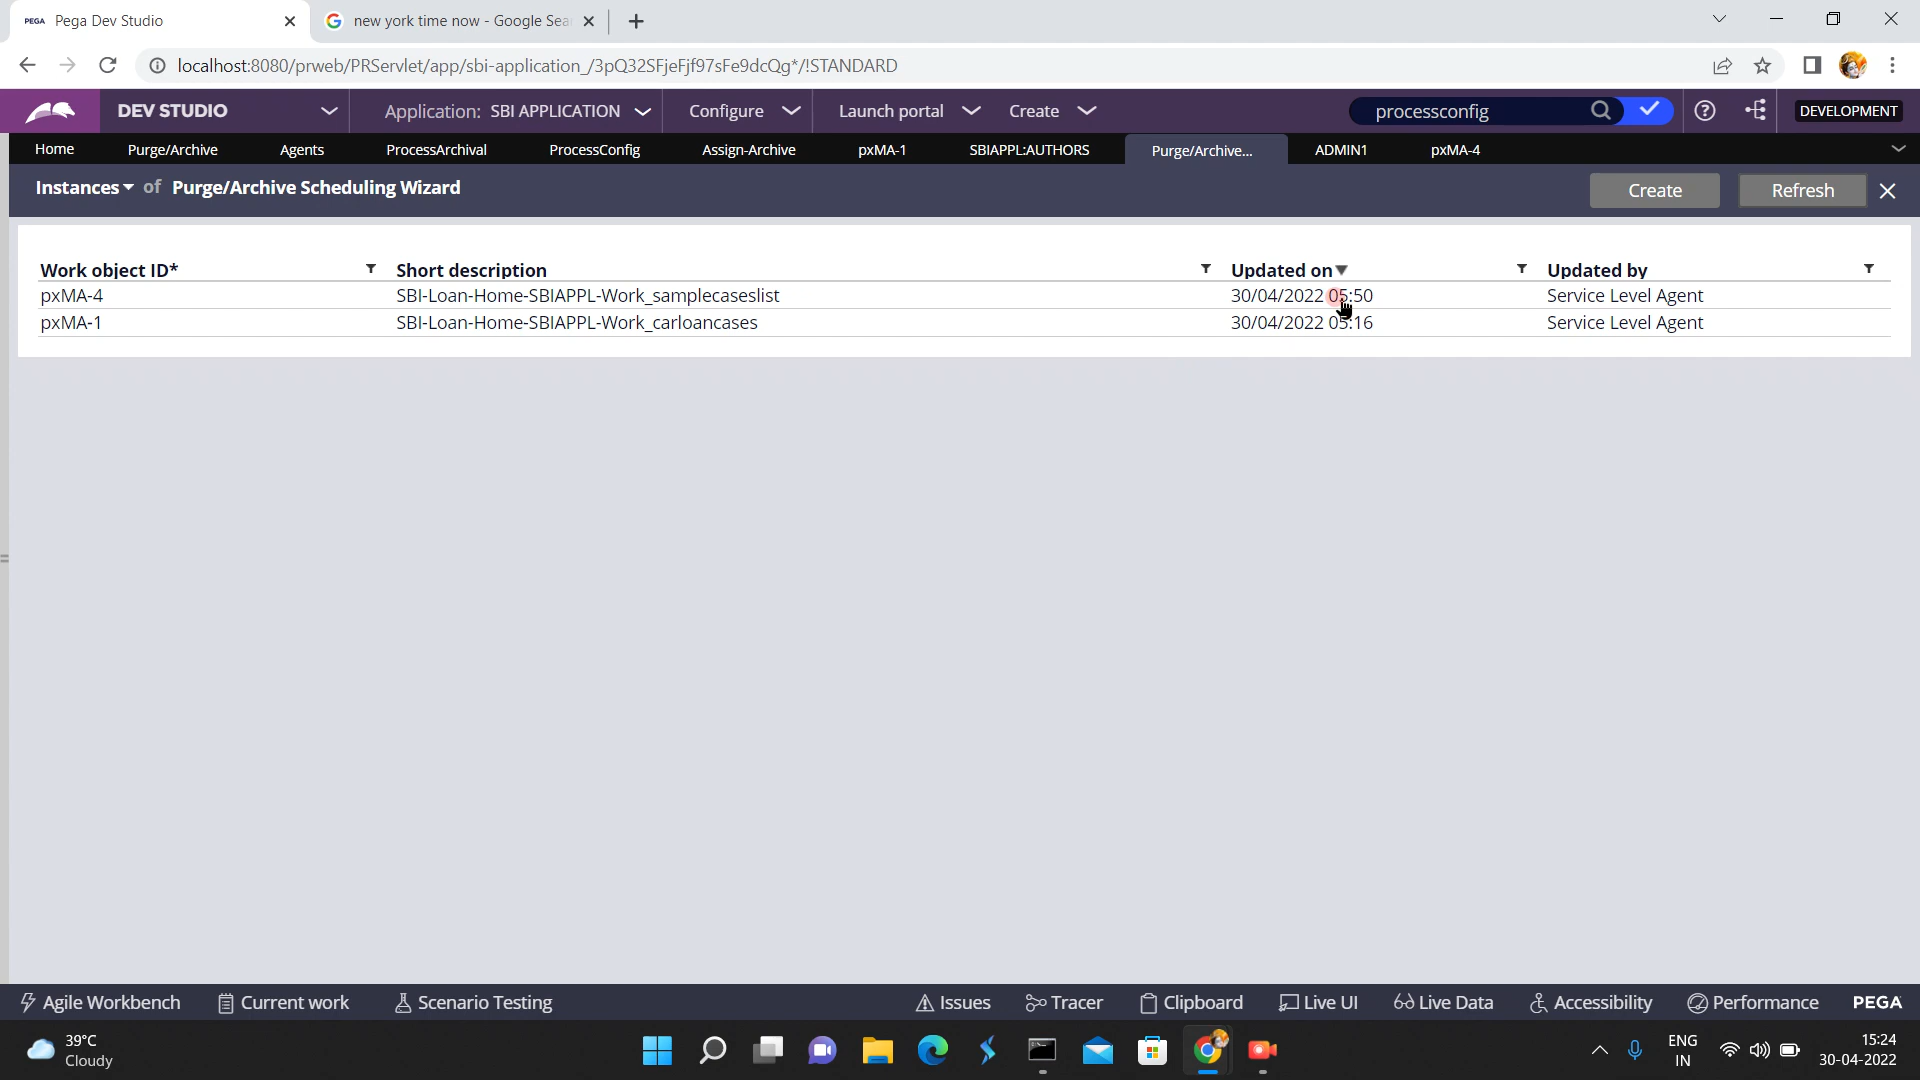 PEGA Pega Dev Studio
new york time now - Google Sea
localhost:8080/prweb/PRServlet/app/sbi-application_/3pQ32SFjeFjf97sFe9dcQg*/!STANDARD
DEV STUDIO Application: SBI APPLICATION Configure Launch portal Create processconfig DEVELOPMENT
Home Purge/Archive Agents ProcessArchival ProcessConfig Assign-Archive pxMA-1 SBIAPPL:AUTHORS Purge/Archive... ADMIN1 pxMA-4
Instances of Purge/Archive Scheduling Wizard Create Refresh
Work object ID* Short description Updated on Updated by
pxMA-4 SBI-Loan-Home-SBIAPPL-Work_samplecaseslist 30/04/2022 05:50 Service Level Agent
pxMA-1 SBI-Loan-Home-SBIAPPL-Work_carloancases 30/04/2022 05:16 Service Level Agent
Agile Workbench Current work Scenario Testing Issues Tracer Clipboard Live UI Live Data Accessibility Performance PEGA
39°C
Cloudy
ENG
IN
15:24
30-04-2022